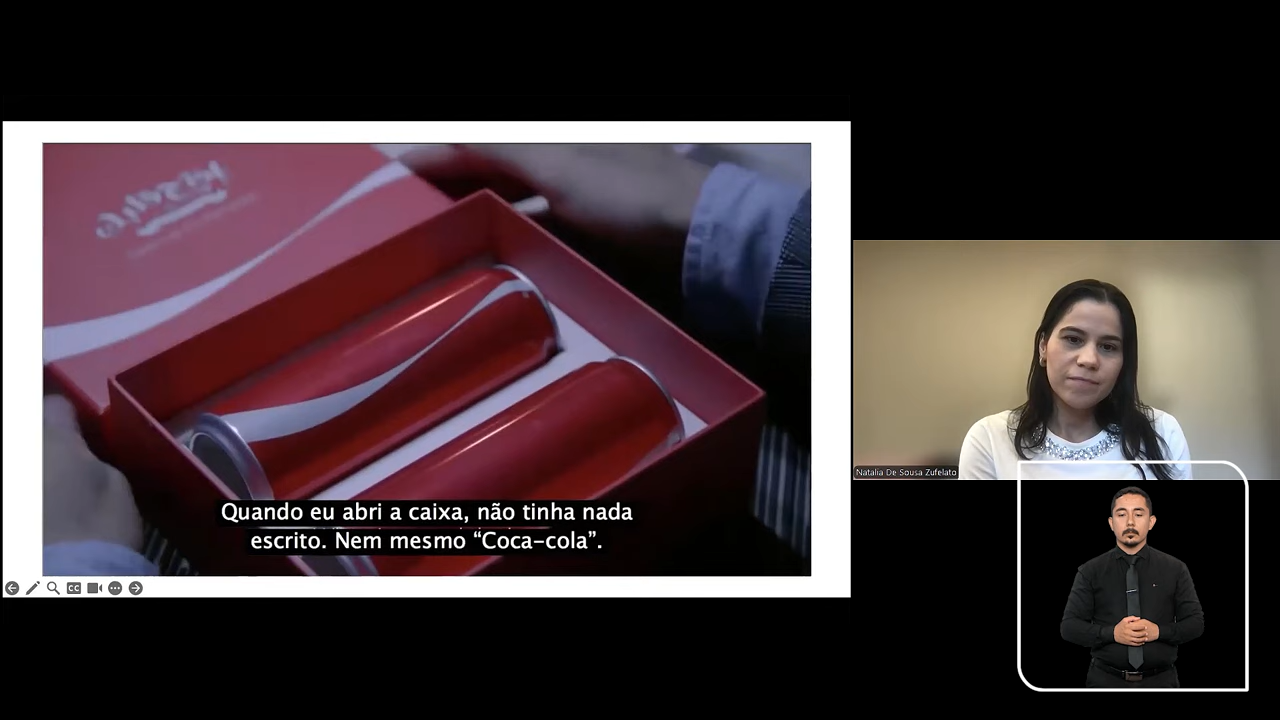 Quando eu abri a caixa, não tinha nada
escrito. Nem mesmo “Coca-cola”.
Natalia De Sousa Zufelato